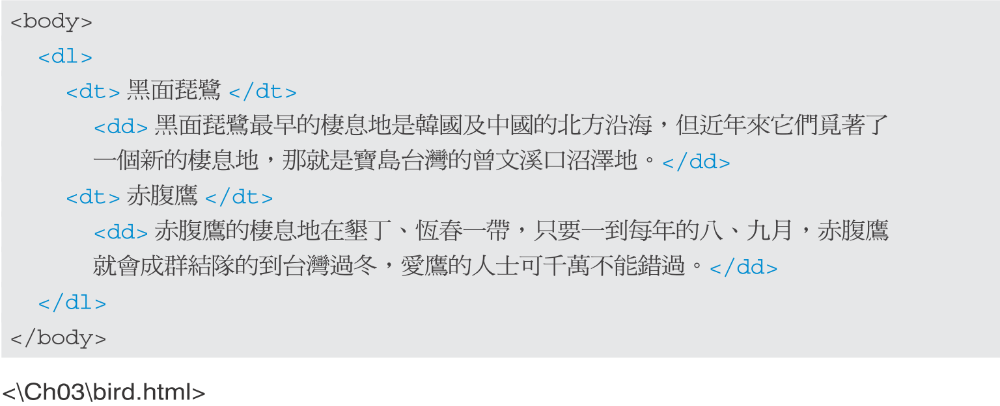 <body>
<dl>
<dt> 黑面琵鷺 </dt>
<dd> 黑面琵鷺最早的棲息地是韓國及中國的北方沿海，但近年來它們覓著了
一個新的棲息地，那就是寶島台灣的曾文溪口沼澤地。</dd>
<dt> 赤腹鷹 </dt>
<dd> 赤腹鷹的棲息地在墾丁、恆春一帶，只要一到每年的八、九月，赤腹鷹
就會成群結隊的到台灣過冬，愛鷹的人士可千萬不能錯過。</dd>
</dl>
</body>
<\Ch03\bird.html>